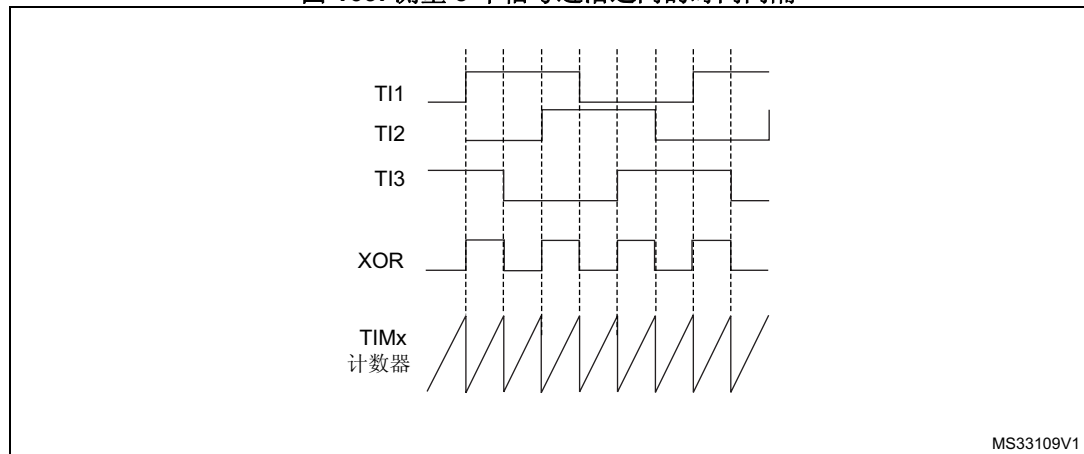 TI1
TI2
TI3
XOR
TIMx
计数器
MS33109V1